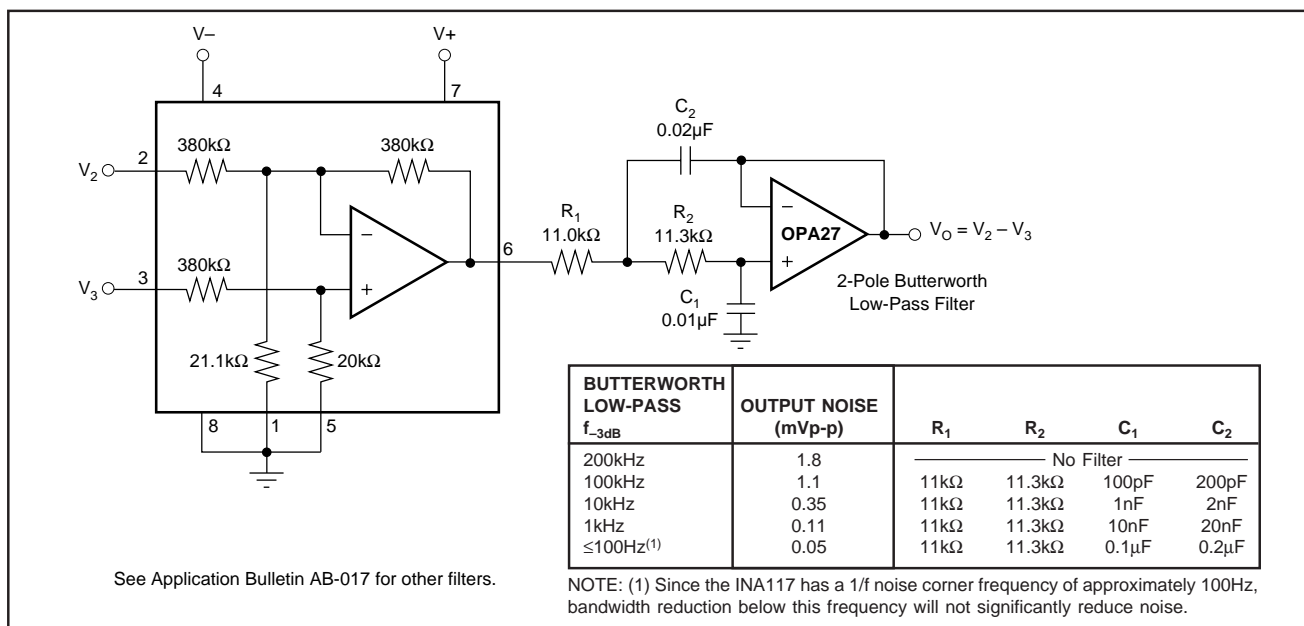 V–
V+
4
7
C2
0.02µF
380kΩ
380kΩ
2
V2
R1
11.0kΩ
R2
11.3kΩ
–
+
OPA27
VO = V2 – V3
6
2-Pole Butterworth
Low-Pass Filter
380kΩ
3
V3
–
+
C1
0.01µF
21.1kΩ
20kΩ
8
1
5
BUTTERWORTH LOW-PASS f–3dB OUTPUT NOISE (mVp-p) R1 R2 C1 C2
200kHz 1.8 No Filter
100kHz 1.1 11kΩ 11.3kΩ 100pF 200pF
10kHz 0.35 11kΩ 11.3kΩ 1nF 2nF
1kHz 0.11 11kΩ 11.3kΩ 10nF 20nF
≤100Hz(1) 0.05 11kΩ 11.3kΩ 0.1µF 0.2µF
See Application Bulletin AB-017 for other filters.
NOTE: (1) Since the INA117 has a 1/f noise corner frequency of approximately 100Hz,
bandwidth reduction below this frequency will not significantly reduce noise.